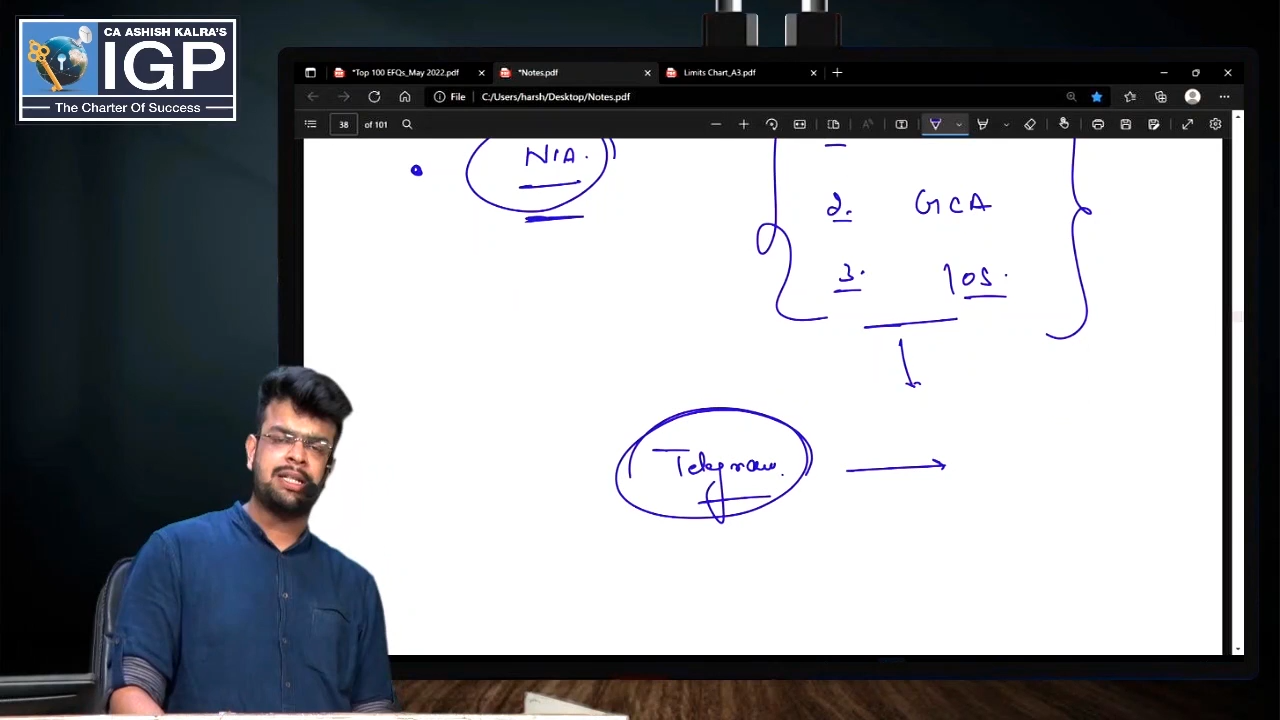 CA ASHISH KALRA'S
IGP
The Charter Of Success
*Top 100 EFQs_May 2022.pdf
*Notes.pdf
Limits Chart_A3.pdf
File C:/Users/harsh/Desktop/Notes.pdf
38 of 101
NIA.
2. GCA
3. IOS.
Telegram.